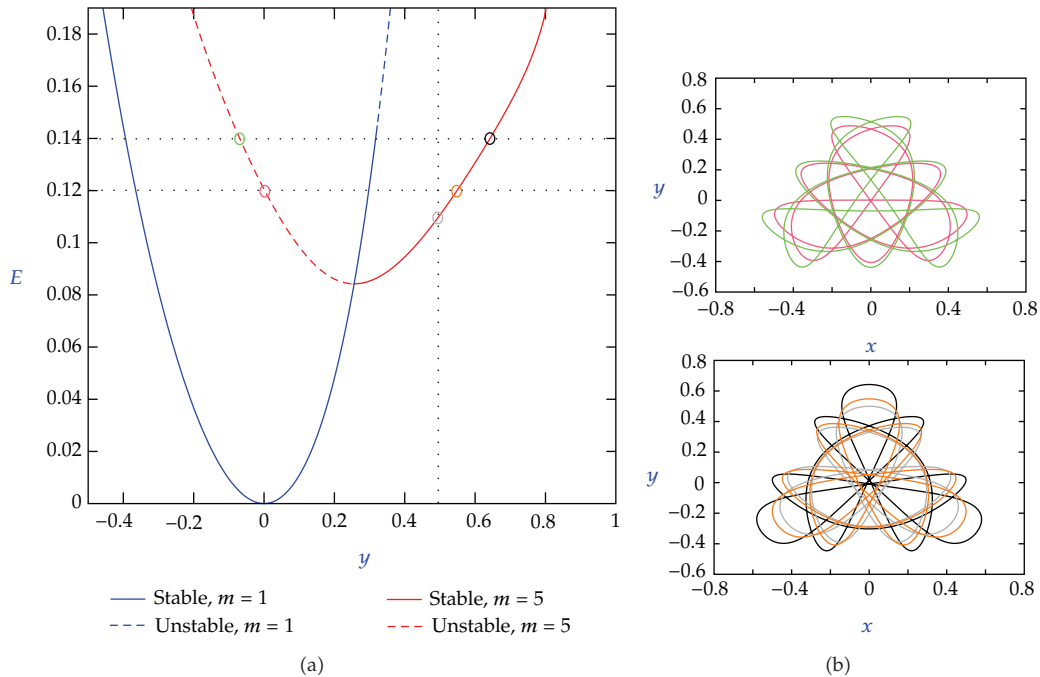 0.18
0.16
0.14
0.12
0.1
0.08
0.06
0.04
0.02
0
E
−0.4 −0.2 0 0.2 0.4 0.6 0.8 1
y
Stable, m = 1
Unstable, m = 1
Stable, m = 5
Unstable, m = 5
(a)
0.8
0.6
0.4
0.2
0
−0.2
−0.4
−0.6
y
−0.4 0 0.4 0.8
x
0.8
0.6
0.4
0.2
0
−0.2
−0.4
−0.6
y
−0.8 −0.4 0 0.4 0.8
x
(b)